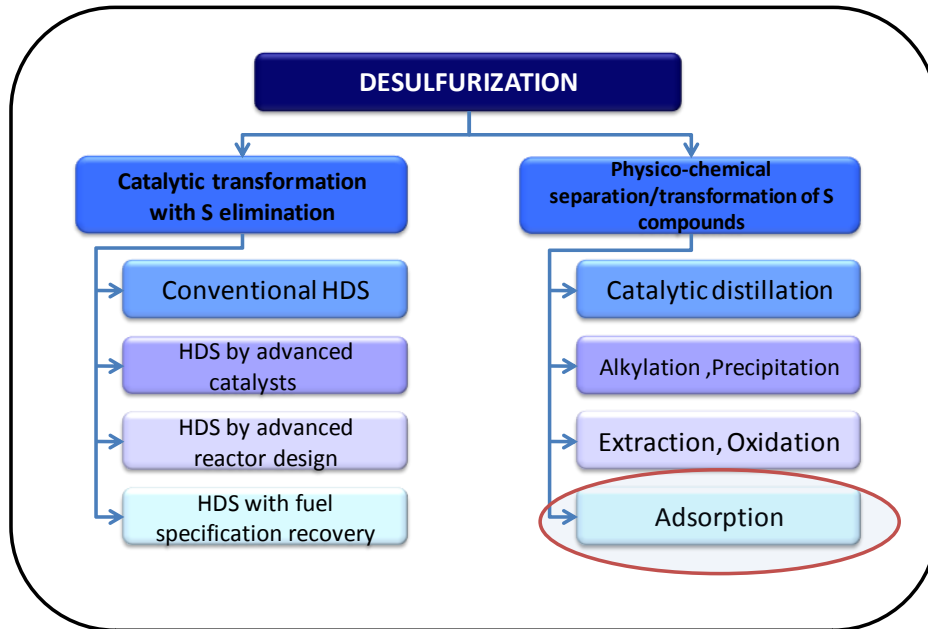 DESULFURIZATION
Catalytic transformation
with S elimination
Conventional HDS
HDS by advanced
catalysts
HDS by advanced
reactor design
HDS with fuel
specification recovery
Physico-chemical
separation/transformation of S
compounds
Catalytic distillation
Alkylation ,Precipitation
Extraction, Oxidation
Adsorption